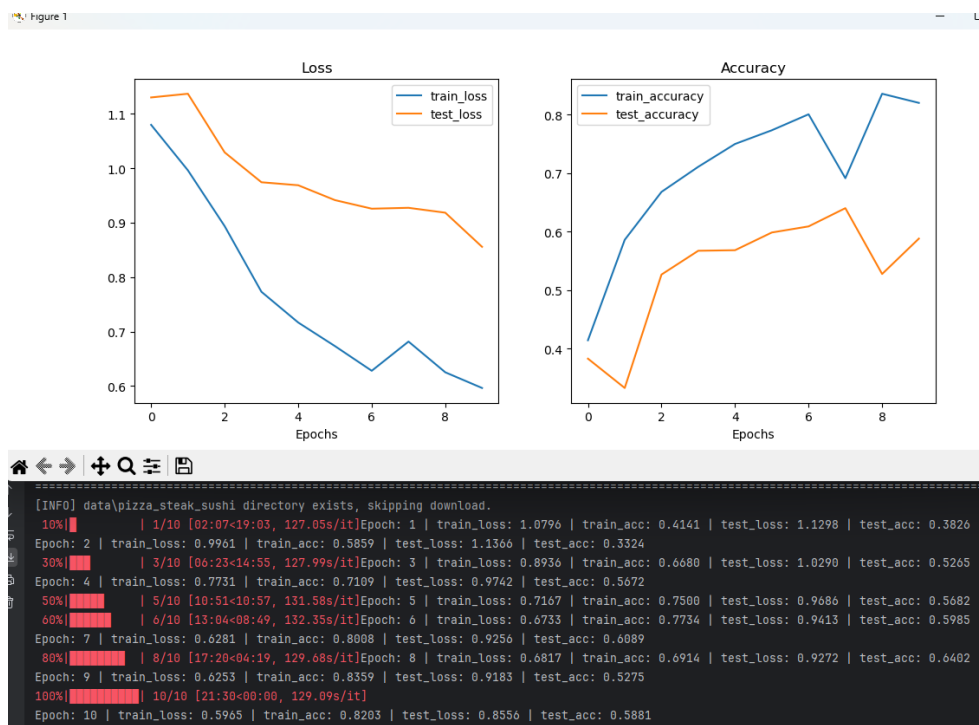 Figure 1
Loss
train_loss
test_loss
1.1
1.0
0.9
0.8
0.7
0.6
0 2 4 6 8
Epochs
Accuracy
train_accuracy
test_accuracy
0.8
0.7
0.6
0.5
0.4
0 2 4 6 8
Epochs
[INFO] data\pizza_steak_sushi directory exists, skipping download.
10%| | 1/10 [02:07<19:03, 127.05s/it]Epoch: 1 | train_loss: 1.0796 | train_acc: 0.4141 | test_loss: 1.1298 | test_acc: 0.3826
Epoch: 2 | train_loss: 0.9961 | train_acc: 0.5859 | test_loss: 1.1366 | test_acc: 0.3324
30%| | 3/10 [06:23<14:55, 127.99s/it]Epoch: 3 | train_loss: 0.8936 | train_acc: 0.6680 | test_loss: 1.0290 | test_acc: 0.5265
Epoch: 4 | train_loss: 0.7731 | train_acc: 0.7109 | test_loss: 0.9742 | test_acc: 0.5672
50%| | 5/10 [10:51<10:57, 131.58s/it]Epoch: 5 | train_loss: 0.7167 | train_acc: 0.7500 | test_loss: 0.9686 | test_acc: 0.5682
60%| | 6/10 [13:04<08:49, 132.35s/it]Epoch: 6 | train_loss: 0.6733 | train_acc: 0.7734 | test_loss: 0.9413 | test_acc: 0.5985
Epoch: 7 | train_loss: 0.6281 | train_acc: 0.8008 | test_loss: 0.9256 | test_acc: 0.6089
80%| | 8/10 [17:20<04:19, 129.68s/it]Epoch: 8 | train_loss: 0.6817 | train_acc: 0.6914 | test_loss: 0.9272 | test_acc: 0.6402
Epoch: 9 | train_loss: 0.6253 | train_acc: 0.8359 | test_loss: 0.9183 | test_acc: 0.5275
100%| | 10/10 [21:30<00:00, 129.09s/it]
Epoch: 10 | train_loss: 0.5965 | train_acc: 0.8203 | test_loss: 0.8556 | test_acc: 0.5881